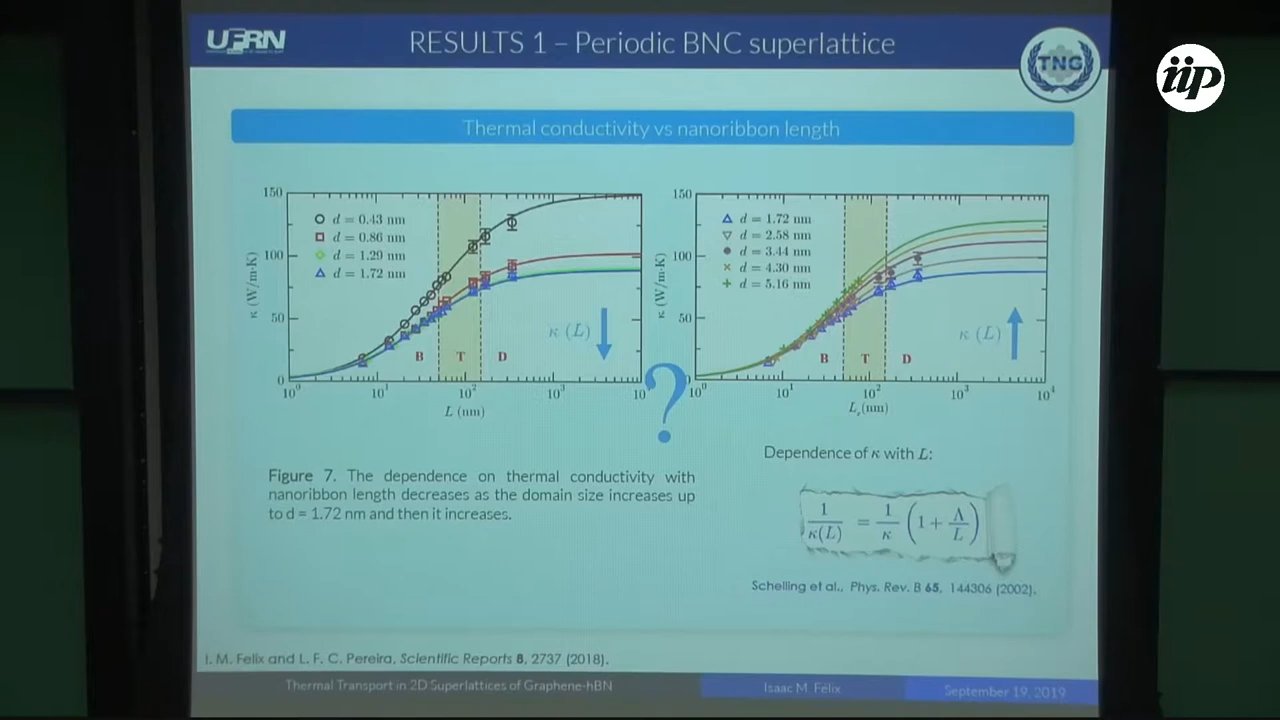 UFRN
RESULTS 1 – Periodic BNC superlattice
TNG
iip
Thermal conductivity vs nanoribbon length
150
100
50
0
κ (W/m·K)
d = 0.43 nm
d = 0.86 nm
d = 1.29 nm
d = 1.72 nm
κ (L)
B T D
10⁰ 10¹ 10² 10³ 10
L (nm)
?
150
100
50
κ (W/m·K)
d = 1.72 nm
d = 2.58 nm
d = 3.44 nm
d = 4.30 nm
d = 5.16 nm
κ (L)
B T D
10⁰ 10¹ 10² 10³ 10⁴
(nm)
Figure 7. The dependence on thermal conductivity with
nanoribbon length decreases as the domain size increases up
to d = 1.72 nm and then it increases.
Dependence of κ with L:
1/κ(L) = 1/κ (1 + Λ/L)
Schelling et al., Phys. Rev. B 65, 144306 (2002).
I. M. Felix and L. F. C. Pereira, Scientific Reports 8, 2737 (2018).
Thermal Transport in 2D Superlattices of Graphene-hBN
Isaac M. Félix
September 19, 2019